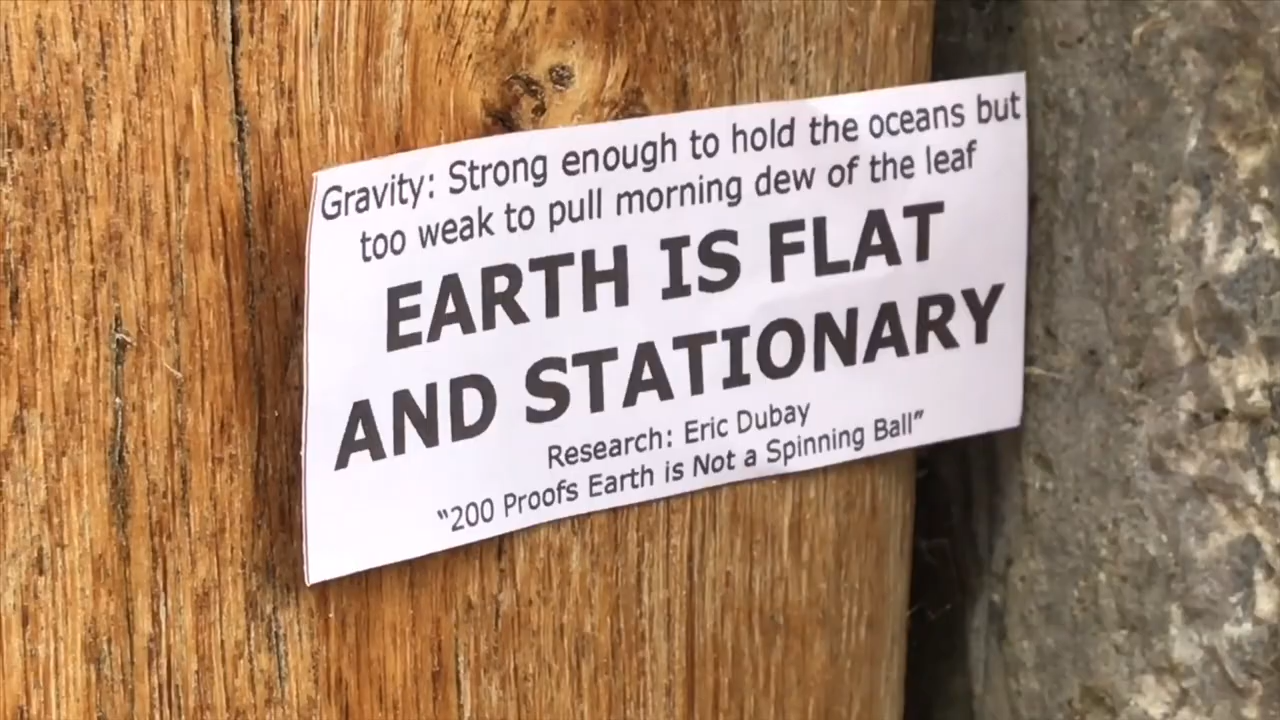 Gravity: Strong enough to hold the oceans but
too weak to pull morning dew of the leaf
EARTH IS FLAT
AND STATIONARY
Research: Eric Dubay
"200 Proofs Earth is Not a Spinning Ball"